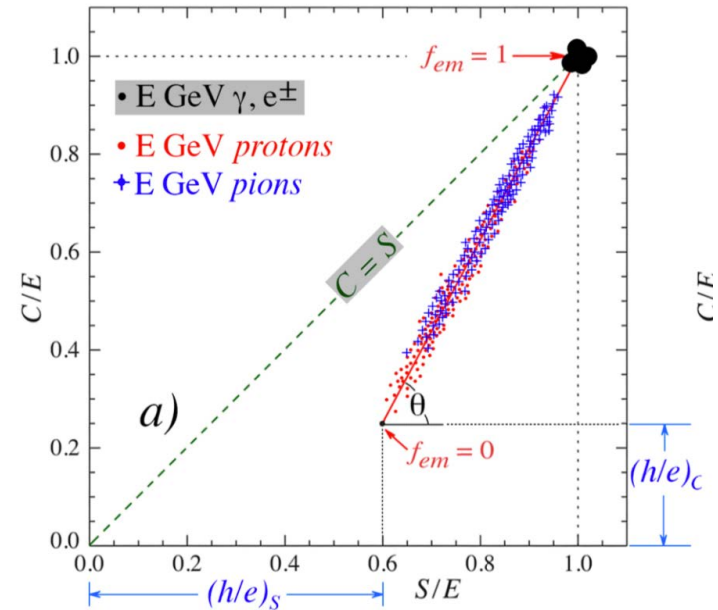 1.0
f_em = 1
• E GeV γ, e±
• E GeV protons
+ E GeV pions
0.8
0.6
C = S
C/E
C/E
0.4
a)
θ
0.2
f_em = 0
(h/e)_C
0.0
0.0 0.2 0.4 0.6 0.8 1.0
(h/e)_S S/E